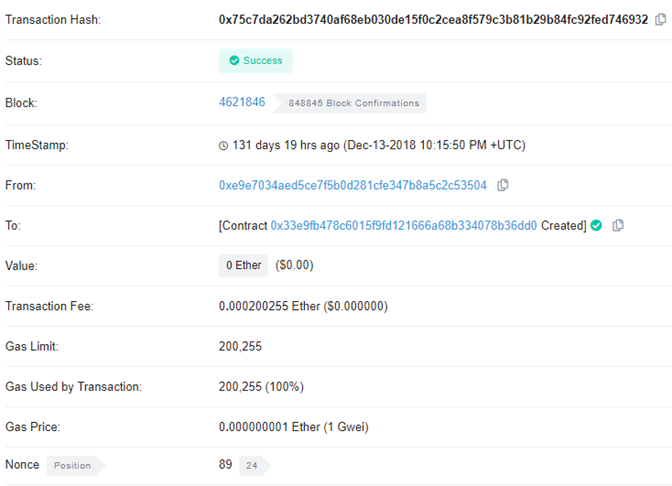 Transaction Hash: 0x75c7da262bd3740af68eb030de15f0c2cea8f579c3b81b29b84fc92fed746932
Status: Success
Block: 4621846 848845 Block Confirmations
TimeStamp: 131 days 19 hrs ago (Dec-13-2018 10:15:50 PM +UTC)
From: 0xe9e7034aed5ce7f5b0d281cfe347b8a5c2c53504
To: [Contract 0x33e9fb478c6015f9fd121666a68b334078b36dd0 Created]
Value: 0 Ether ($0.00)
Transaction Fee: 0.000200255 Ether ($0.000000)
Gas Limit: 200,255
Gas Used by Transaction: 200,255 (100%)
Gas Price: 0.000000001 Ether (1 Gwei)
Nonce Position 89 24